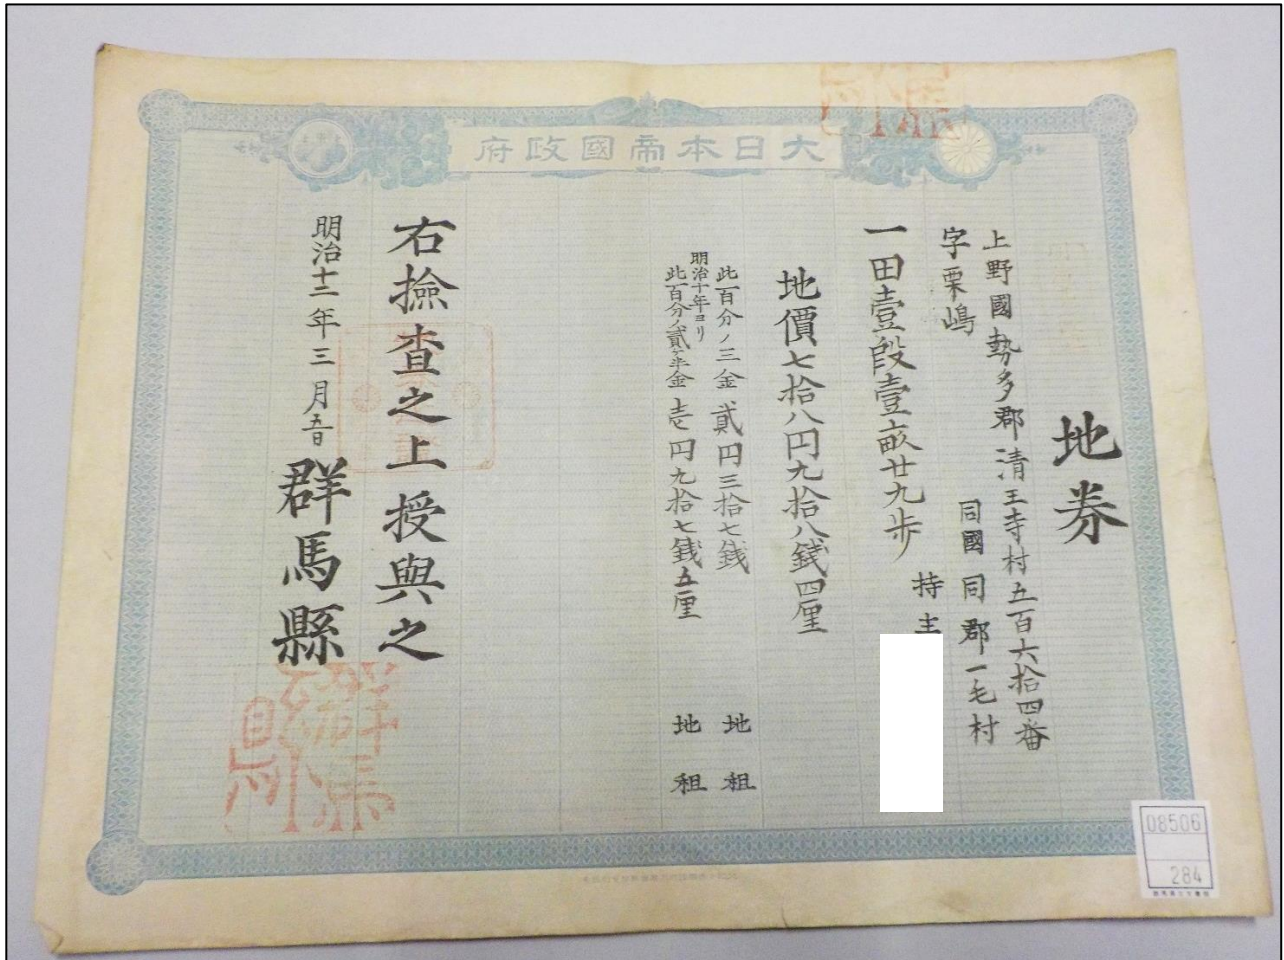 大日本帝國政府
地券
上野國勢多郡清王寺村五百六拾四番
字栗嶋
同國同郡一毛村
持主
一田壹段壹畝廿九歩
地價七拾八円九拾八銭四厘
此百分ノ三金貳円三拾七銭
地租
明治十年ヨリ
此百分ノ貳ヶ半金壱円九拾七銭五厘
地租
右撿査之上授與之
明治十二年三月五日
群馬縣
08506
284